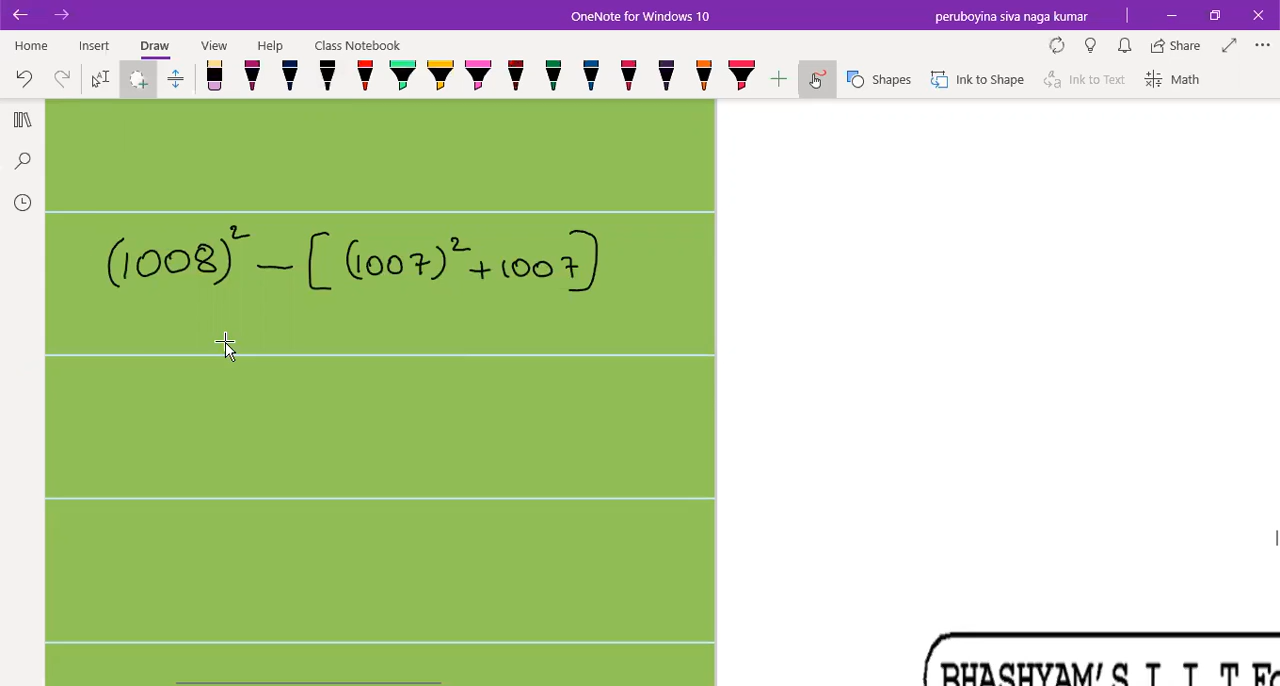 OneNote for Windows 10
peruboyina siva naga kumar
Home Insert Draw View Help Class Notebook
Share
Shapes Ink to Shape Ink to Text Math
(1008)² − [(1007)² + 1007]
BHASHYAM'S I I T Fo